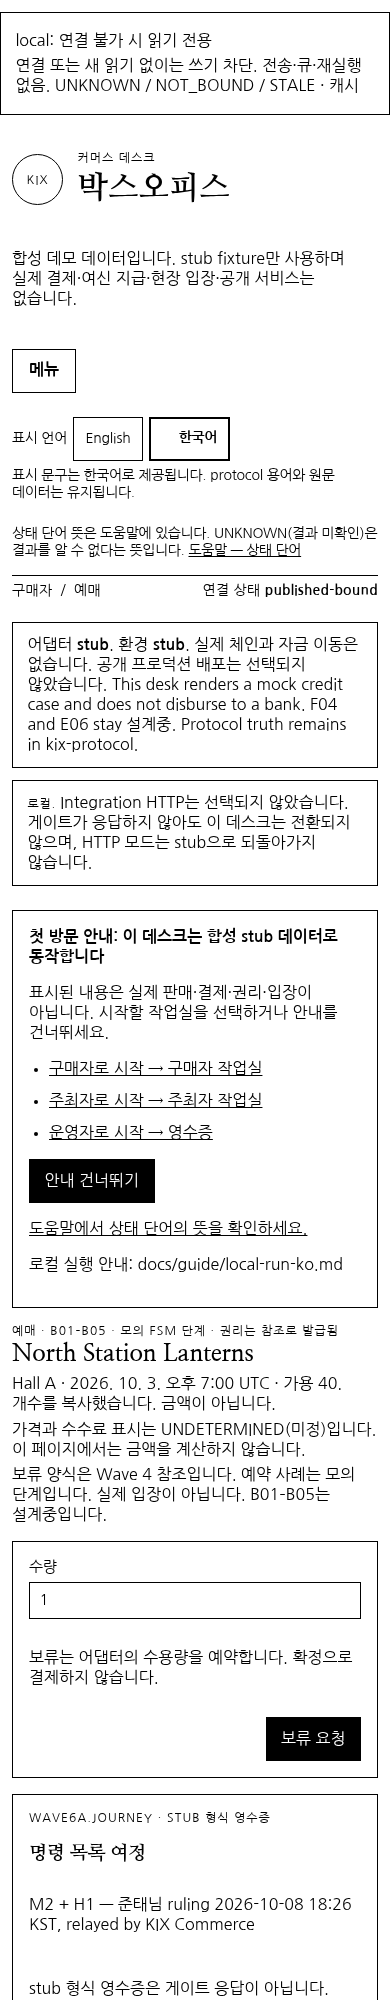 local: 연결 불가 시 읽기 전용
연결 또는 새 읽기 없이는 쓰기 차단. 전송·큐·재실행
없음. UNKNOWN / NOT_BOUND / STALE · 캐시
커머스 데스크
KIX
박스오피스
합성 데모 데이터입니다. stub fixture만 사용하며
실제 결제·여신 지급·현장 입장·공개 서비스는
없습니다.
메뉴
표시 언어 English 한국어
표시 문구는 한국어로 제공됩니다. protocol 용어와 원문
데이터는 유지됩니다.
상태 단어 뜻은 도움말에 있습니다. UNKNOWN(결과 미확인)은
결과를 알 수 없다는 뜻입니다. 도움말 — 상태 단어
구매자 / 예매 연결 상태 published-bound
어댑터 stub. 환경 stub. 실제 체인과 자금 이동은
없습니다. 공개 프로덕션 배포는 선택되지
않았습니다. This desk renders a mock credit
case and does not disburse to a bank. F04
and E06 stay 설계중. Protocol truth remains
in kix-protocol.
로컬. Integration HTTP는 선택되지 않았습니다.
게이트가 응답하지 않아도 이 데스크는 전환되지
않으며, HTTP 모드는 stub으로 되돌아가지
않습니다.
첫 방문 안내: 이 데스크는 합성 stub 데이터로
동작합니다
표시된 내용은 실제 판매·결제·권리·입장이
아닙니다. 시작할 작업실을 선택하거나 안내를
건너뛰세요.
• 구매자로 시작 → 구매자 작업실
• 주최자로 시작 → 주최자 작업실
• 운영자로 시작 → 영수증
안내 건너뛰기
도움말에서 상태 단어의 뜻을 확인하세요.
로컬 실행 안내: docs/guide/local-run-ko.md
예매 · B01–B05 · 모의 FSM 단계 · 권리는 참조로 발급됨
North Station Lanterns
Hall A · 2026. 10. 3. 오후 7:00 UTC · 가용 40.
개수를 복사했습니다. 금액이 아닙니다.
가격과 수수료 표시는 UNDETERMINED(미정)입니다.
이 페이지에서는 금액을 계산하지 않습니다.
보류 양식은 Wave 4 참조입니다. 예약 사례는 모의
단계입니다. 실제 입장이 아닙니다. B01–B05는
설계중입니다.
수량
1
보류는 어댑터의 수용량을 예약합니다. 확정으로
결제하지 않습니다.
보류 요청
WAVE6A.JOURNEY · STUB 형식 영수증
명령 목록 여정
M2 + H1 — 준태님 ruling 2026-10-08 18:26
KST, relayed by KIX Commerce
stub 형식 영수증은 게이트 응답이 아닙니다.